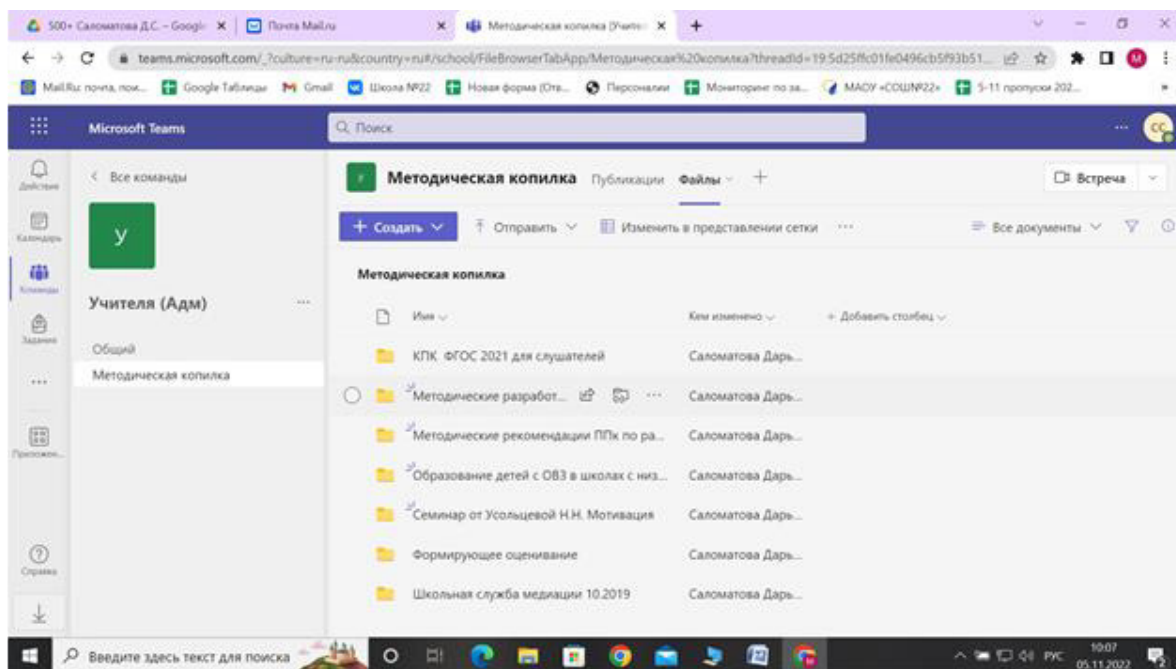 500+ Саломатова Д.С. – Google
Почта Mail.ru
Методическая копилка (Учител
teams.microsoft.com/_?culture=ru-ru&country=ru#/school/FileBrowserTabApp/Методическая%20копилка?threadId=19:5d25ffc01fe0496cb5f93b51...
Mail.Ru: почта, пои...
Google Таблицы
Gmail
Школа №22
Новая форма (Отв...
Персоналии
Мониторинг по за...
МАОУ «СОШ№22»
5-11 пропуски 202...
Microsoft Teams
Поиск
СС
Действия
Календарь
Команды
Задания
Приложен...
Справка
Все команды
У
Учителя (Адм)
Общий
Методическая копилка
У
Методическая копилка Публикации Файлы
Встреча
Создать
Отправить
Изменить в представлении сетки
Все документы
Методическая копилка
Имя Кем изменено Добавить столбец
КПК ФГОС 2021 для слушателей Саломатова Дарь...
Методические разработ... Саломатова Дарь...
Методические рекомендации ППк по ра... Саломатова Дарь...
Образование детей с ОВЗ в школах с низ... Саломатова Дарь...
Семинар от Усольцевой Н.Н. Мотивация Саломатова Дарь...
Формирующее оценивание Саломатова Дарь...
Школьная служба медиации 10.2019 Саломатова Дарь...
Введите здесь текст для поиска
РУС
10:07
05.11.2022